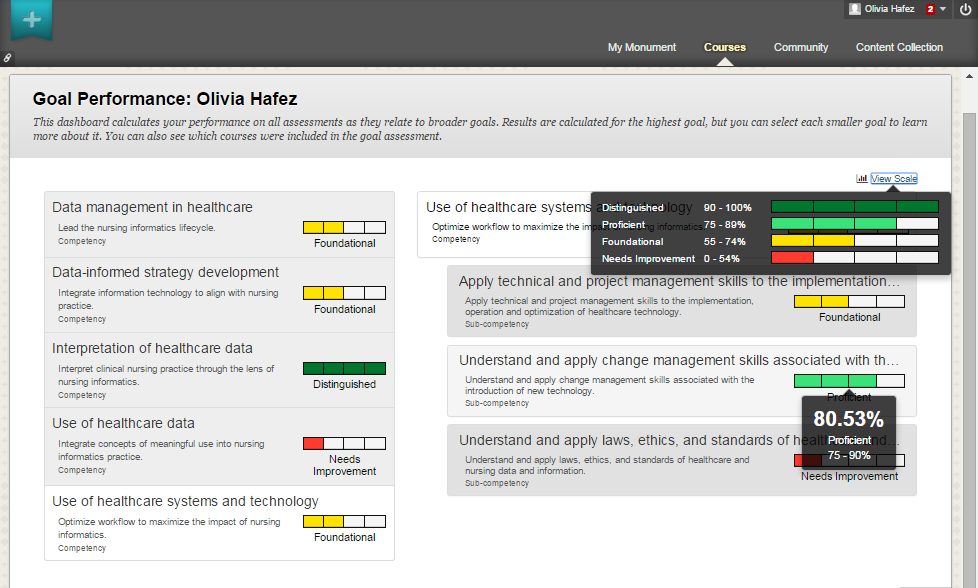 Olivia Hafez 2
My Monument Courses Community Content Collection
Goal Performance: Olivia Hafez
This dashboard calculates your performance on all assessments as they relate to broader goals. Results are calculated for the highest goal, but you can select each smaller goal to learn
more about it. You can also see which courses were included in the goal assessment.
View Scale
Data management in healthcare
Lead the nursing informatics lifecycle.
Competency
Foundational
Data-informed strategy development
Integrate information technology to align with nursing
practice.
Competency
Foundational
Interpretation of healthcare data
Interpret clinical nursing practice through the lens of
nursing informatics.
Competency
Distinguished
Use of healthcare data
Integrate concepts of meaningful use into nursing
informatics practice.
Competency
Needs
Improvement
Use of healthcare systems and technology
Optimize workflow to maximize the impact of nursing
informatics.
Competency
Foundational
Use of healthcare systems and technology
Optimize workflow to maximize the impact of nursing informatics.
Competency
Distinguished 90 - 100%
Proficient 75 - 89%
Foundational 55 - 74%
Needs Improvement 0 - 54%
Apply technical and project management skills to the implementation...
Apply technical and project management skills to the implementation,
operation and optimization of healthcare technology.
Sub-competency
Foundational
Understand and apply change management skills associated with th...
Understand and apply change management skills associated with the
introduction of new technology.
Sub-competency
Proficient
80.53%
Proficient
75 - 90%
Understand and apply laws, ethics, and standards of healthcare and...
Understand and apply laws, ethics, and standards of healthcare and
nursing data and information.
Sub-competency
Needs Improvement